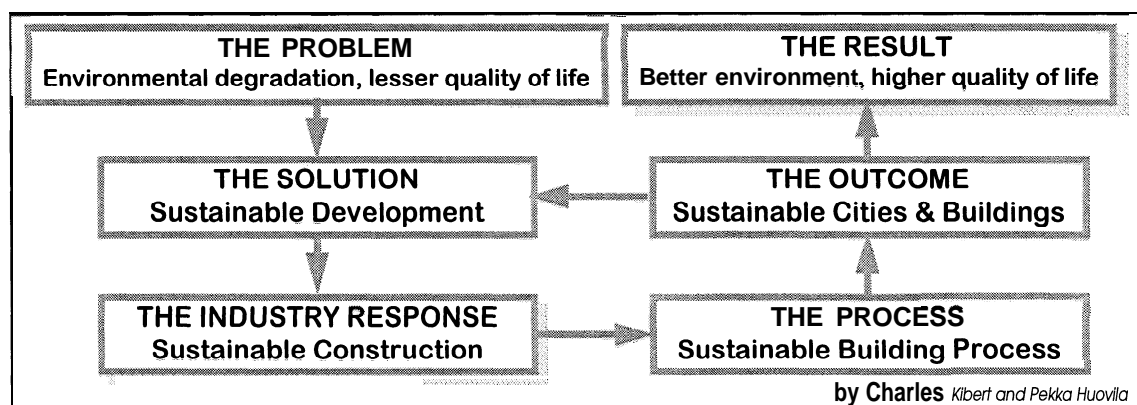 THE PROBLEM
Environmental degradation, lesser quality of life
THE RESULT
Better environment, higher quality of life
THE SOLUTION
Sustainable Development
THE OUTCOME
Sustainable Cities & Buildings
THE INDUSTRY RESPONSE
Sustainable Construction
THE PROCESS
Sustainable Building Process
by Charles Kibert and Pekka Huovila